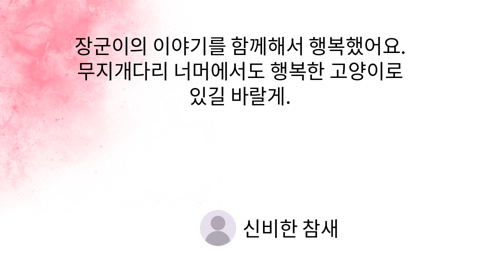 장군이의 이야기를 함께해서 행복했어요.
무지개다리 너머에서도 행복한 고양이로
있길 바랄게.
신비한 참새